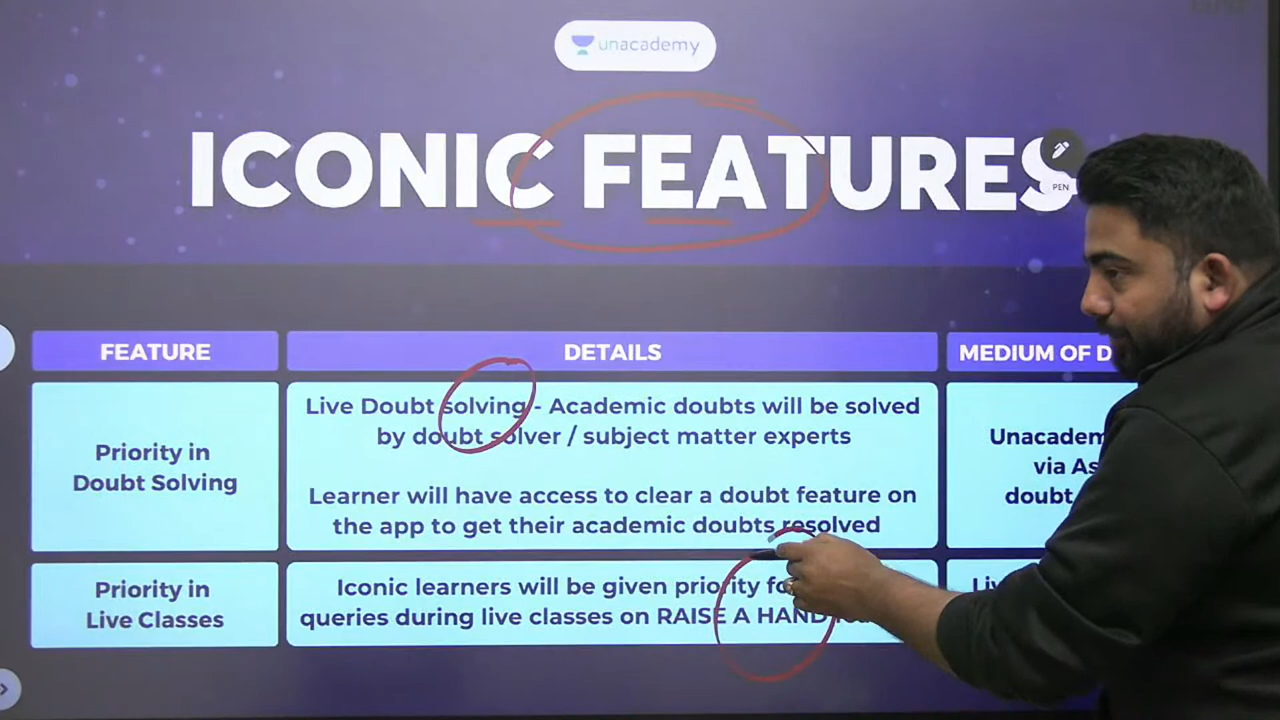 unacademy
ICONIC FEATURES
PEN
FEATURE
DETAILS
MEDIUM OF
Priority in
Doubt Solving
Live Doubt solving - Academic doubts will be solved
by doubt solver / subject matter experts
Learner will have access to clear a doubt feature on
the app to get their academic doubts resolved
via
doubt
Priority in
Live Classes
Iconic learners will be given priority
queries during live classes on RAISE A HAND